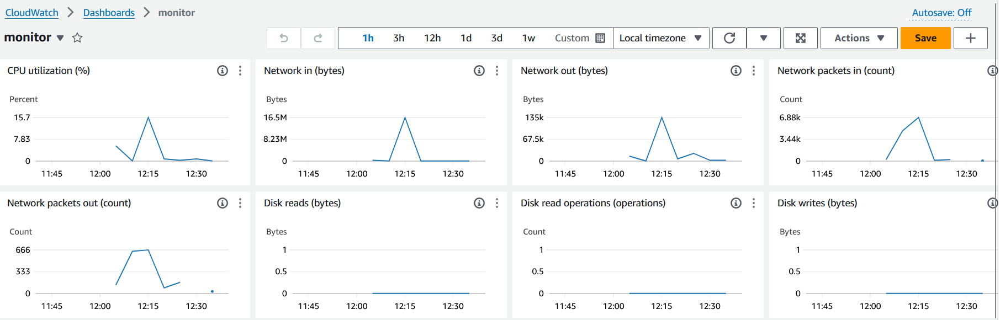 CloudWatch > Dashboards > monitor
Autosave: Off
monitor
1h 3h 12h 1d 3d 1w Custom Local timezone Actions Save
CPU utilization (%)
Percent
15.7
7.83
0
11:45 12:00 12:15 12:30
Network in (bytes)
Bytes
16.5M
8.23M
0
11:45 12:00 12:15 12:30
Network out (bytes)
Bytes
135k
67.5k
0
11:45 12:00 12:15 12:30
Network packets in (count)
Count
6.88k
3.44k
0
11:45 12:00 12:15 12:30
Network packets out (count)
Count
666
333
0
11:45 12:00 12:15 12:30
Disk reads (bytes)
Bytes
1
0.5
0
11:45 12:00 12:15 12:30
Disk read operations (operations)
Count
1
0.5
0
11:45 12:00 12:15 12:30
Disk writes (bytes)
Bytes
1
0.5
0
11:45 12:00 12:15 12:30